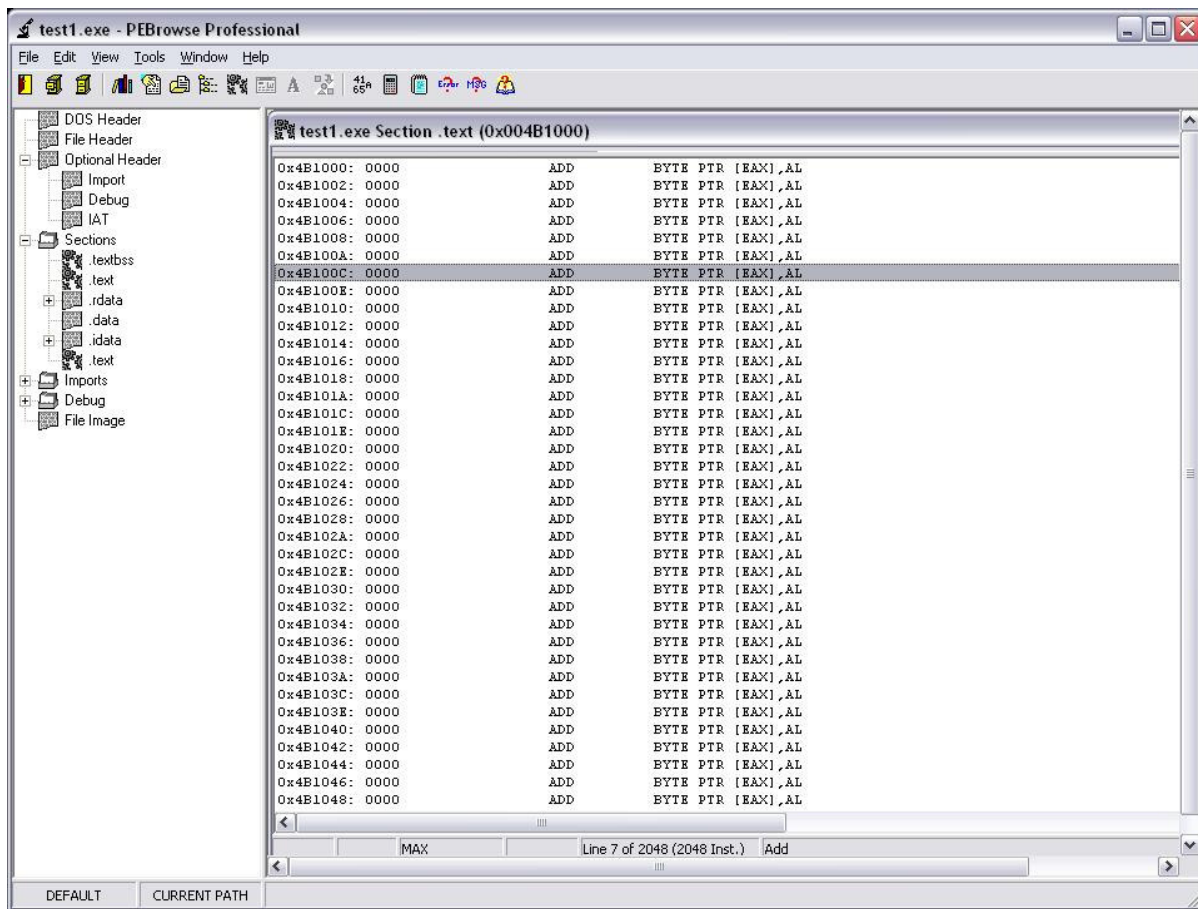 test1.exe - PEBrowse Professional
File Edit View Tools Window Help
A 41 65A Error MSG
DOS Header
File Header
Optional Header
Import
Debug
IAT
Sections
.textbss
.text
.rdata
.data
.idata
.text
Imports
Debug
File Image
test1.exe Section .text (0x004B1000)
0x4B1000: 0000 ADD BYTE PTR [EAX],AL
0x4B1002: 0000 ADD BYTE PTR [EAX],AL
0x4B1004: 0000 ADD BYTE PTR [EAX],AL
0x4B1006: 0000 ADD BYTE PTR [EAX],AL
0x4B1008: 0000 ADD BYTE PTR [EAX],AL
0x4B100A: 0000 ADD BYTE PTR [EAX],AL
0x4B100C: 0000 ADD BYTE PTR [EAX],AL
0x4B100E: 0000 ADD BYTE PTR [EAX],AL
0x4B1010: 0000 ADD BYTE PTR [EAX],AL
0x4B1012: 0000 ADD BYTE PTR [EAX],AL
0x4B1014: 0000 ADD BYTE PTR [EAX],AL
0x4B1016: 0000 ADD BYTE PTR [EAX],AL
0x4B1018: 0000 ADD BYTE PTR [EAX],AL
0x4B101A: 0000 ADD BYTE PTR [EAX],AL
0x4B101C: 0000 ADD BYTE PTR [EAX],AL
0x4B101E: 0000 ADD BYTE PTR [EAX],AL
0x4B1020: 0000 ADD BYTE PTR [EAX],AL
0x4B1022: 0000 ADD BYTE PTR [EAX],AL
0x4B1024: 0000 ADD BYTE PTR [EAX],AL
0x4B1026: 0000 ADD BYTE PTR [EAX],AL
0x4B1028: 0000 ADD BYTE PTR [EAX],AL
0x4B102A: 0000 ADD BYTE PTR [EAX],AL
0x4B102C: 0000 ADD BYTE PTR [EAX],AL
0x4B102E: 0000 ADD BYTE PTR [EAX],AL
0x4B1030: 0000 ADD BYTE PTR [EAX],AL
0x4B1032: 0000 ADD BYTE PTR [EAX],AL
0x4B1034: 0000 ADD BYTE PTR [EAX],AL
0x4B1036: 0000 ADD BYTE PTR [EAX],AL
0x4B1038: 0000 ADD BYTE PTR [EAX],AL
0x4B103A: 0000 ADD BYTE PTR [EAX],AL
0x4B103C: 0000 ADD BYTE PTR [EAX],AL
0x4B103E: 0000 ADD BYTE PTR [EAX],AL
0x4B1040: 0000 ADD BYTE PTR [EAX],AL
0x4B1042: 0000 ADD BYTE PTR [EAX],AL
0x4B1044: 0000 ADD BYTE PTR [EAX],AL
0x4B1046: 0000 ADD BYTE PTR [EAX],AL
0x4B1048: 0000 ADD BYTE PTR [EAX],AL
MAX Line 7 of 2048 (2048 Inst.) Add
DEFAULT CURRENT PATH